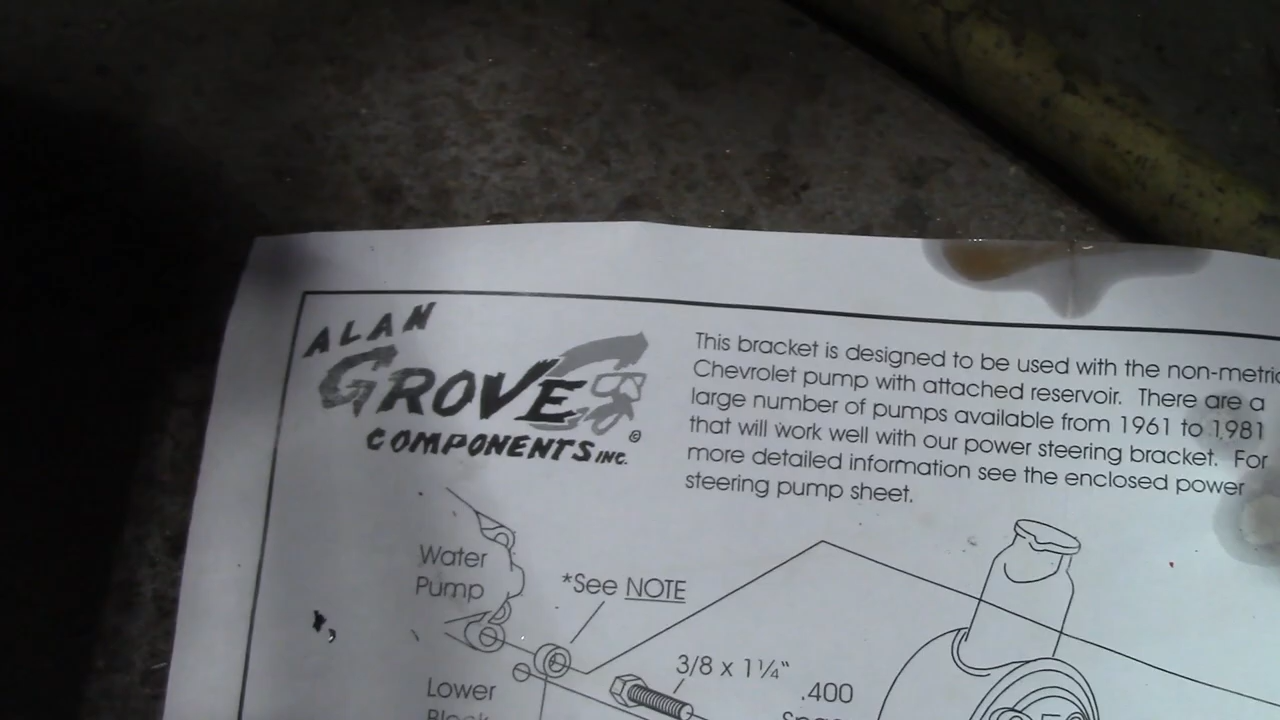 ALAN
GROVE
COMPONENTS INC. ©
This bracket is designed to be used with the non-metric
Chevrolet pump with attached reservoir. There are a
large number of pumps available from 1961 to 1981
that will work well with our power steering bracket. For
more detailed information see the enclosed power
steering pump sheet.
Water
Pump
*See NOTE
3/8 x 1¼"
.400
Lower
Block